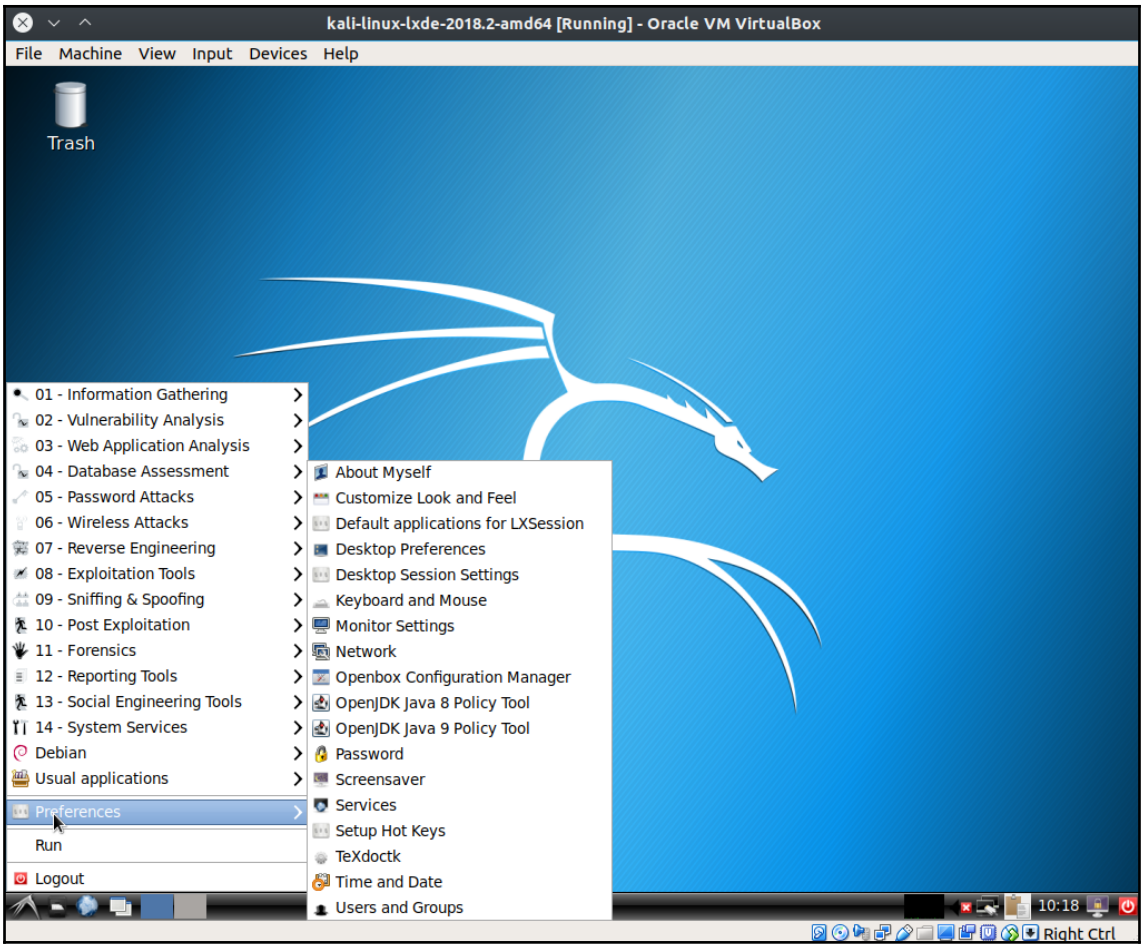 kali-linux-lxde-2018.2-amd64 [Running] - Oracle VM VirtualBox
File Machine View Input Devices Help
Trash
01 - Information Gathering
02 - Vulnerability Analysis
03 - Web Application Analysis
04 - Database Assessment
05 - Password Attacks
06 - Wireless Attacks
07 - Reverse Engineering
08 - Exploitation Tools
09 - Sniffing & Spoofing
10 - Post Exploitation
11 - Forensics
12 - Reporting Tools
13 - Social Engineering Tools
14 - System Services
Debian
Usual applications
Preferences
Run
Logout
About Myself
Customize Look and Feel
Default applications for LXSession
Desktop Preferences
Desktop Session Settings
Keyboard and Mouse
Monitor Settings
Network
Openbox Configuration Manager
OpenJDK Java 8 Policy Tool
OpenJDK Java 9 Policy Tool
Password
Screensaver
Services
Setup Hot Keys
TeXdoctk
Time and Date
Users and Groups
10:18
Right Ctrl